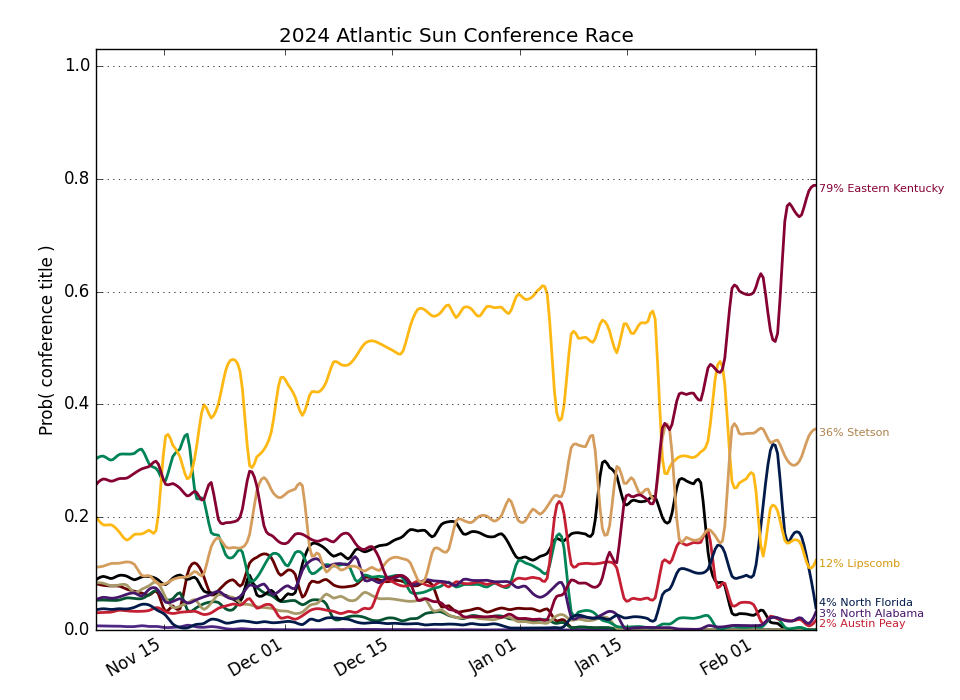 2024 Atlantic Sun Conference Race
Prob( conference title )
1.0
0.8
0.6
0.4
0.2
0.0
Nov 15
Dec 01
Dec 15
Jan 01
Jan 15
Feb 01
79% Eastern Kentucky
36% Stetson
12% Lipscomb
4% North Florida
3% North Alabama
2% Austin Peay